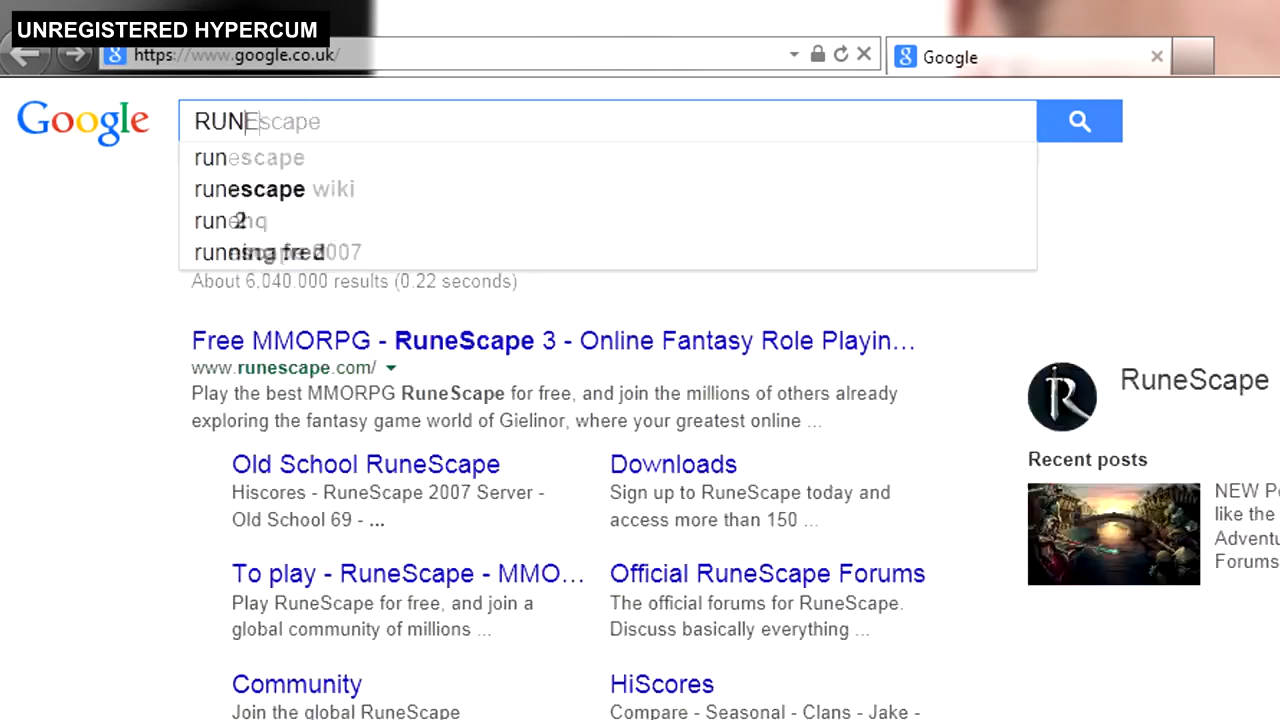 UNREGISTERED HYPERCUM
https://www.google.co.uk/
Google
Google
RUNEscape
runescape
runescape wiki
About 6,040,000 results (0.22 seconds)
Free MMORPG - RuneScape 3 - Online Fantasy Role Playin...
www.runescape.com/
Play the best MMORPG RuneScape for free, and join the millions of others already
exploring the fantasy game world of Gielinor, where your greatest online ...
RuneScape
Recent posts
NEW
like the
Forums
Old School RuneScape
Hiscores - RuneScape 2007 Server -
Old School 69 - ...
Downloads
Sign up to RuneScape today and
access more than 150 ...
To play - RuneScape - MMO...
Play RuneScape for free, and join a
global community of millions ...
Official RuneScape Forums
The official forums for RuneScape.
Discuss basically everything ...
Community
Join the global RuneScape
HiScores
Compare - Seasonal - Clans - Jake -